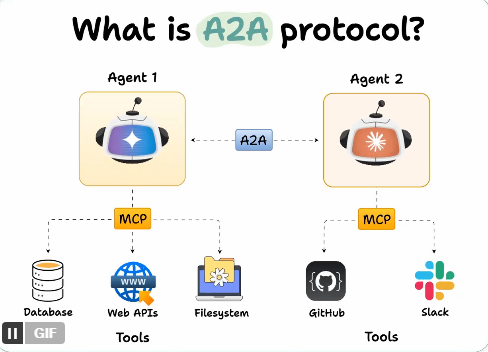 What is A2A protocol?
Agent 1
Agent 2
A2A
MCP
MCP
WWW
Database
Web APIs
Filesystem
GitHub
Slack
Tools
Tools
GIF